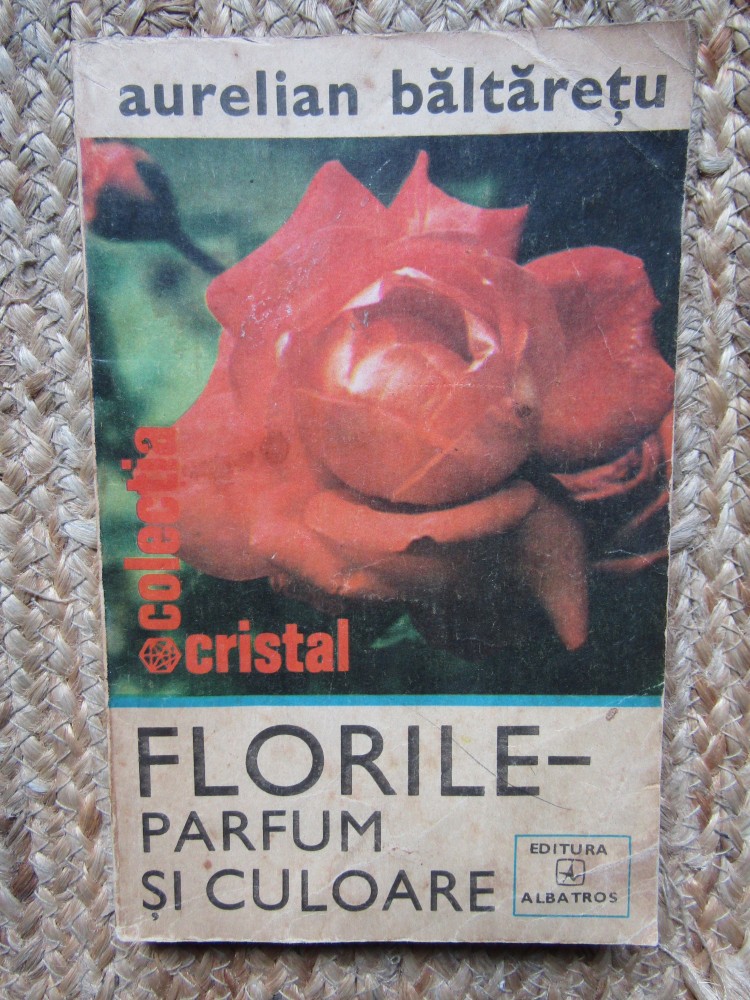 aurelian băltărețu
colecția
cristal
FLORILE–
PARFUM
ȘI CULOARE
EDITURA
ALBATROS